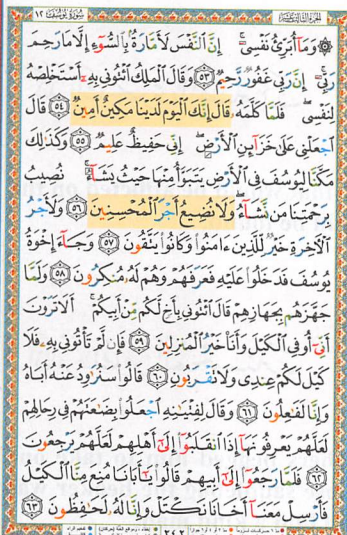 الجزء الثالث عشر سورة يوسف ١٢
۞ وَمَآ أُبَرِّئُ نَفْسِىٓ ۚ إِنَّ ٱلنَّفْسَ لَأَمَّارَةٌۢ بِٱلسُّوٓءِ إِلَّا مَا رَحِمَ
رَبِّىٓ ۚ إِنَّ رَبِّى غَفُورٌ رَّحِيمٌ ٥٣ وَقَالَ ٱلْمَلِكُ ٱئْتُونِى بِهِۦٓ أَسْتَخْلِصْهُ
لِنَفْسِى ۖ فَلَمَّا كَلَّمَهُۥ قَالَ إِنَّكَ ٱلْيَوْمَ لَدَيْنَا مَكِينٌ أَمِينٌ ٥٤ قَالَ
ٱجْعَلْنِى عَلَىٰ خَزَآئِنِ ٱلْأَرْضِ ۖ إِنِّى حَفِيظٌ عَلِيمٌ ٥٥ وَكَذَٰلِكَ
مَكَّنَّا لِيُوسُفَ فِى ٱلْأَرْضِ يَتَبَوَّأُ مِنْهَا حَيْثُ يَشَآءُ ۚ نُصِيبُ
بِرَحْمَتِنَا مَن نَّشَآءُ ۖ وَلَا نُضِيعُ أَجْرَ ٱلْمُحْسِنِينَ ٥٦ وَلَأَجْرُ
ٱلْـَٔاخِرَةِ خَيْرٌ لِّلَّذِينَ ءَامَنُوا۟ وَكَانُوا۟ يَتَّقُونَ ٥٧ وَجَآءَ إِخْوَةُ
يُوسُفَ فَدَخَلُوا۟ عَلَيْهِ فَعَرَفَهُمْ وَهُمْ لَهُۥ مُنكِرُونَ ٥٨ وَلَمَّا
جَهَّزَهُم بِجَهَازِهِمْ قَالَ ٱئْتُونِى بِأَخٍ لَّكُم مِّنْ أَبِيكُمْ ۚ أَلَا تَرَوْنَ
أَنِّىٓ أُوفِى ٱلْكَيْلَ وَأَنَا۠ خَيْرُ ٱلْمُنزِلِينَ ٥٩ فَإِن لَّمْ تَأْتُونِى بِهِۦ فَلَا
كَيْلَ لَكُمْ عِندِى وَلَا تَقْرَبُونِ ٦٠ قَالُوا۟ سَنُرَٰوِدُ عَنْهُ أَبَاهُ
وَإِنَّا لَفَٰعِلُونَ ٦١ وَقَالَ لِفِتْيَٰنِهِ ٱجْعَلُوا۟ بِضَٰعَتَهُمْ فِى رِحَالِهِمْ
لَعَلَّهُمْ يَعْرِفُونَهَآ إِذَا ٱنقَلَبُوٓا۟ إِلَىٰٓ أَهْلِهِمْ لَعَلَّهُمْ يَرْجِعُونَ
٦٢ فَلَمَّا رَجَعُوٓا۟ إِلَىٰٓ أَبِيهِمْ قَالُوا۟ يَٰٓأَبَانَا مُنِعَ مِنَّا ٱلْكَيْلُ
فَأَرْسِلْ مَعَنَآ أَخَانَا نَكْتَلْ وَإِنَّا لَهُۥ لَحَٰفِظُونَ ٦٣
٢٤٢